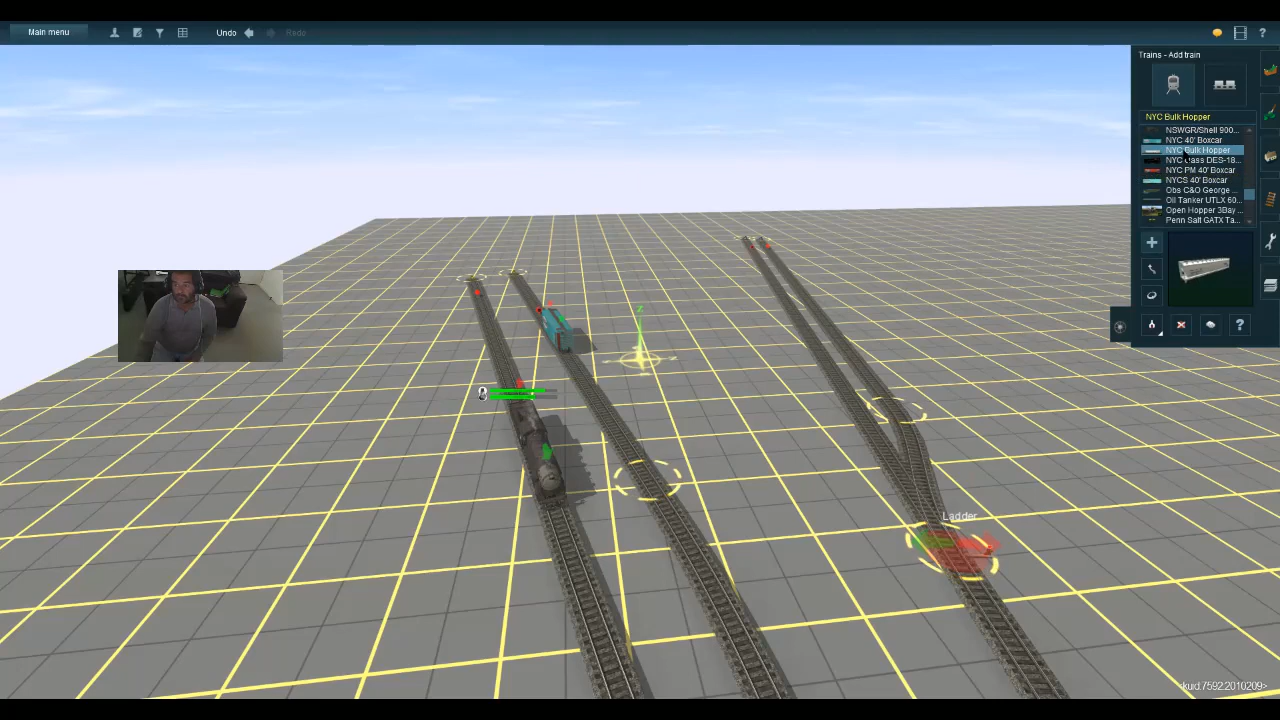 Main menu
Undo
Redo
Trains - Add train
NYC Bulk Hopper
NSWGR/Shell 900...
NYC 40' Boxcar
NYC Bulk Hopper
NYC class DES-18...
NYC PM 40' Boxcar
NYCS 40' Boxcar
Obs C&O George ...
Oil Tanker UTLX 60...
Open Hopper 3Bay ...
Penn Salt GATX Ta...
?
?
Z
Ladder
<kuid:7592:2010209>